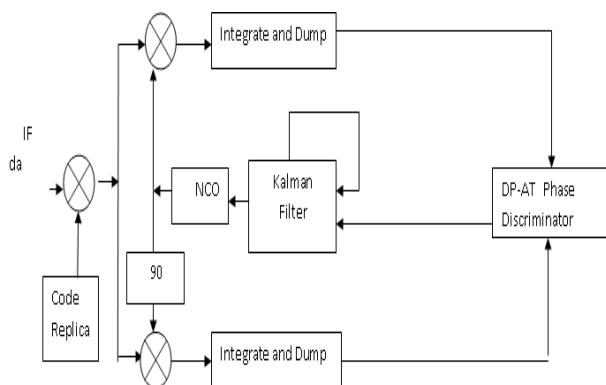 Integrate and Dump
IF
da
NCO
Kalman
Filter
DP-AT Phase
Discriminator
90
Code
Replica
Integrate and Dump